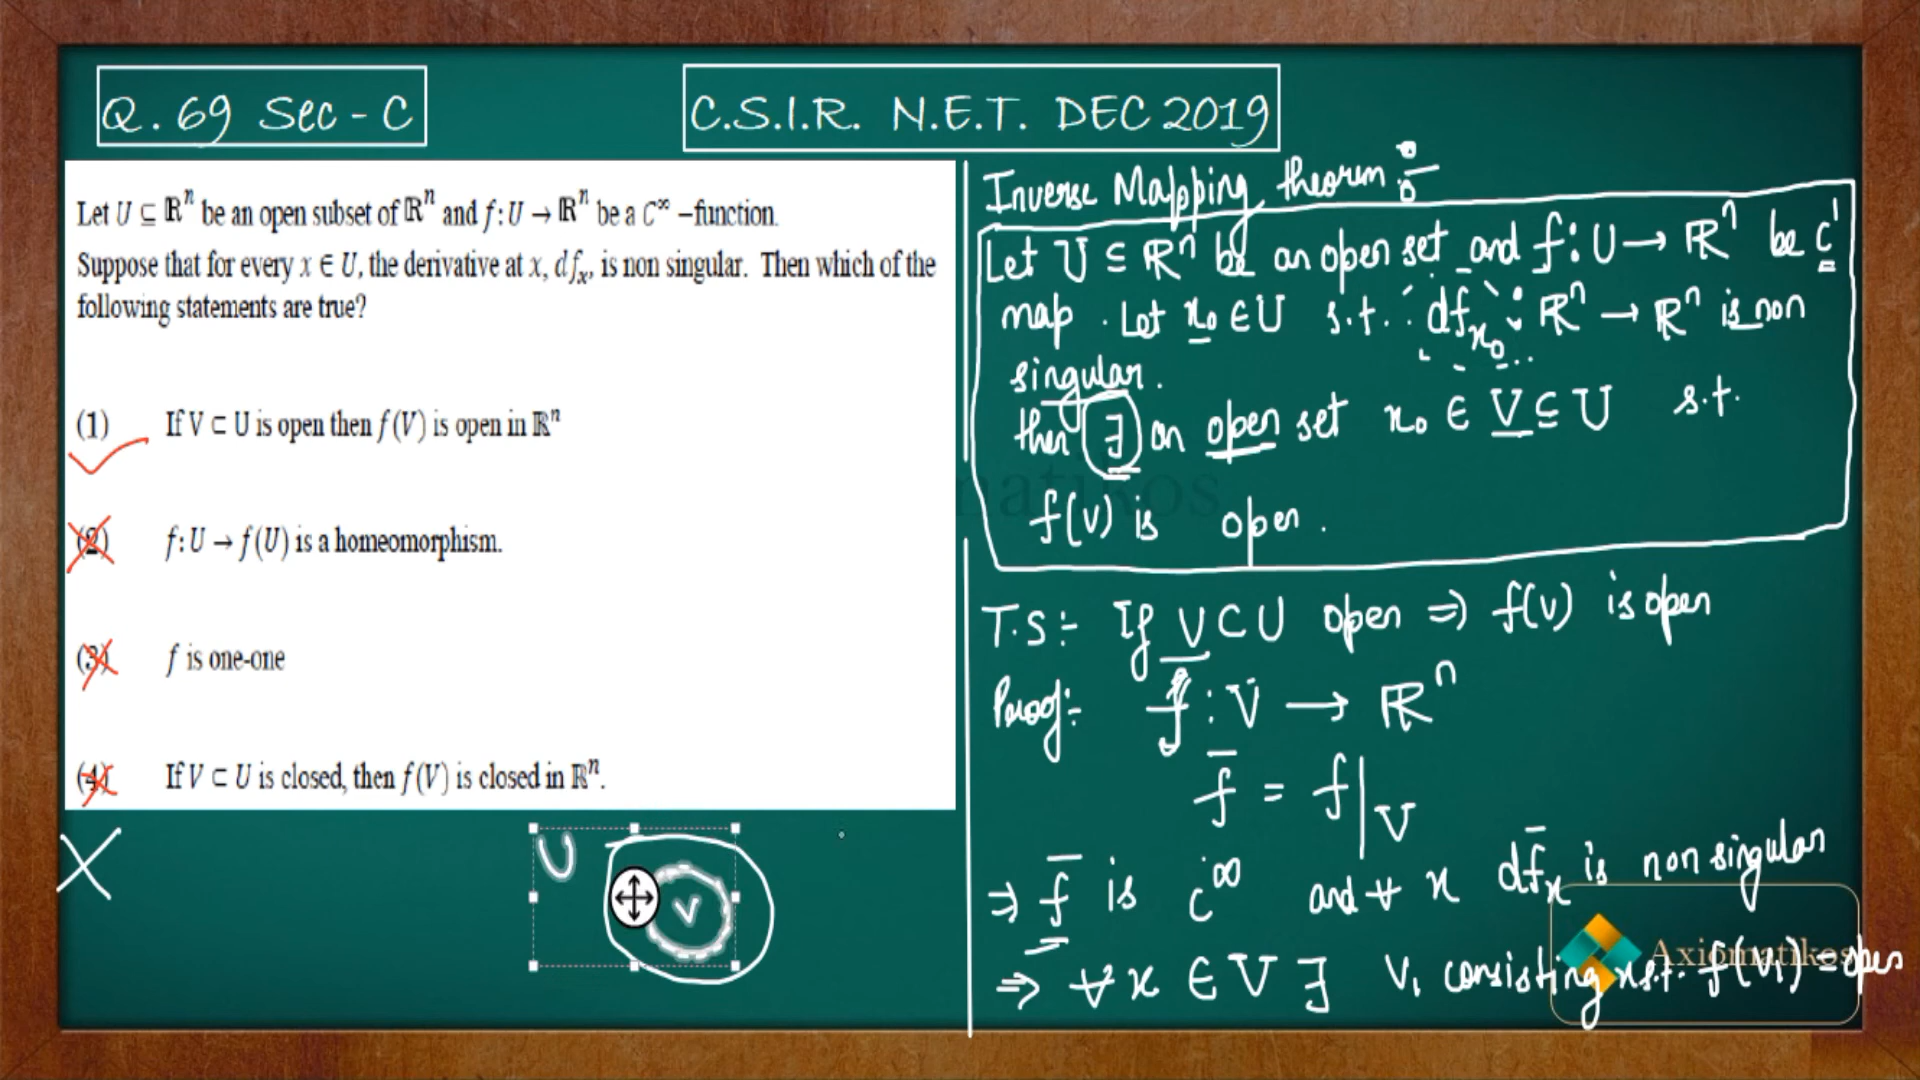 Q. 69 Sec - C
C.S.I.R. N.E.T. DEC 2019
Let U ⊆ ℝⁿ be an open subset of ℝⁿ and f: U → ℝⁿ be a C^∞ –function.
Suppose that for every x ∈ U, the derivative at x, df_x, is non singular. Then which of the
following statements are true?
(1) If V ⊂ U is open then f(V) is open in ℝⁿ
(2) f: U → f(U) is a homeomorphism.
(3) f is one-one
(4) If V ⊂ U is closed, then f(V) is closed in ℝⁿ.
X
U
V
Inverse Mapping theorem :
Let U ⊆ ℝⁿ be an open set and f: U → ℝⁿ be C¹
map. Let x₀ ∈ U s.t. df_x₀ : ℝⁿ → ℝⁿ is non
singular.
then ∃ an open set x₀ ∈ V ⊆ U s.t.
f(V) is open.
T.S:- If V ⊂ U open ⇒ f(V) is open
Proof:- f̄ : V → ℝⁿ
f̄ = f|_V
⇒ f̄ is C^∞ and ∀ x df̄_x is non singular
⇒ ∀ x ∈ V ∃ V₁ consisting x s.t. f(V₁) = open
Axiomatikos